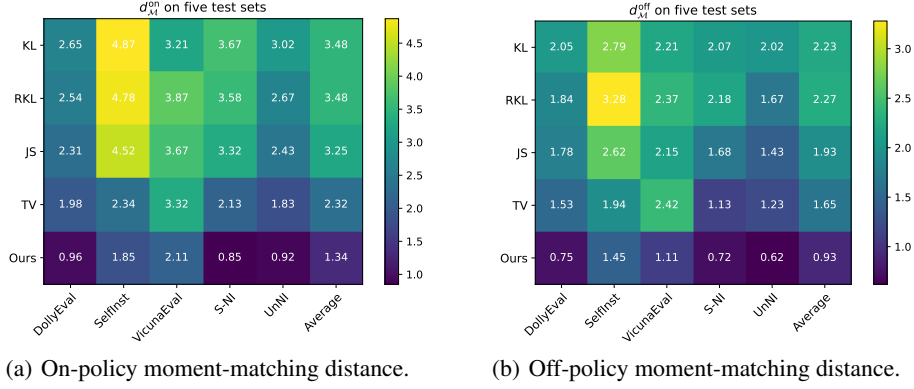 d_M^on on five test sets
KL 2.65 4.87 3.21 3.67 3.02 3.48
RKL 2.54 4.78 3.87 3.58 2.67 3.48
JS 2.31 4.52 3.67 3.32 2.43 3.25
TV 1.98 2.34 3.32 2.13 1.83 2.32
Ours 0.96 1.85 2.11 0.85 0.92 1.34
DollyEval SelfInst VicunaEval S-NI UnNI Average
4.5
4.0
3.5
3.0
2.5
2.0
1.5
1.0
(a) On-policy moment-matching distance.
d_M^off on five test sets
KL 2.05 2.79 2.21 2.07 2.02 2.23
RKL 1.84 3.28 2.37 2.18 1.67 2.27
JS 1.78 2.62 2.15 1.68 1.43 1.93
TV 1.53 1.94 2.42 1.13 1.23 1.65
Ours 0.75 1.45 1.11 0.72 0.62 0.93
DollyEval SelfInst VicunaEval S-NI UnNI Average
3.0
2.5
2.0
1.5
1.0
(b) Off-policy moment-matching distance.